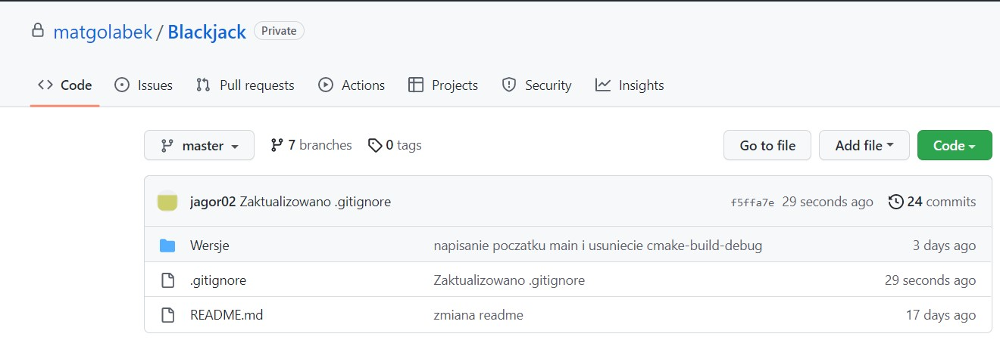 matgolabek / Blackjack Private
Code Issues Pull requests Actions Projects Security Insights
master 7 branches 0 tags Go to file Add file Code
jagor02 Zaktualizowano .gitignore f5ffa7e 29 seconds ago 24 commits
Wersje napisanie poczatku main i usuniecie cmake-build-debug 3 days ago
.gitignore Zaktualizowano .gitignore 29 seconds ago
README.md zmiana readme 17 days ago